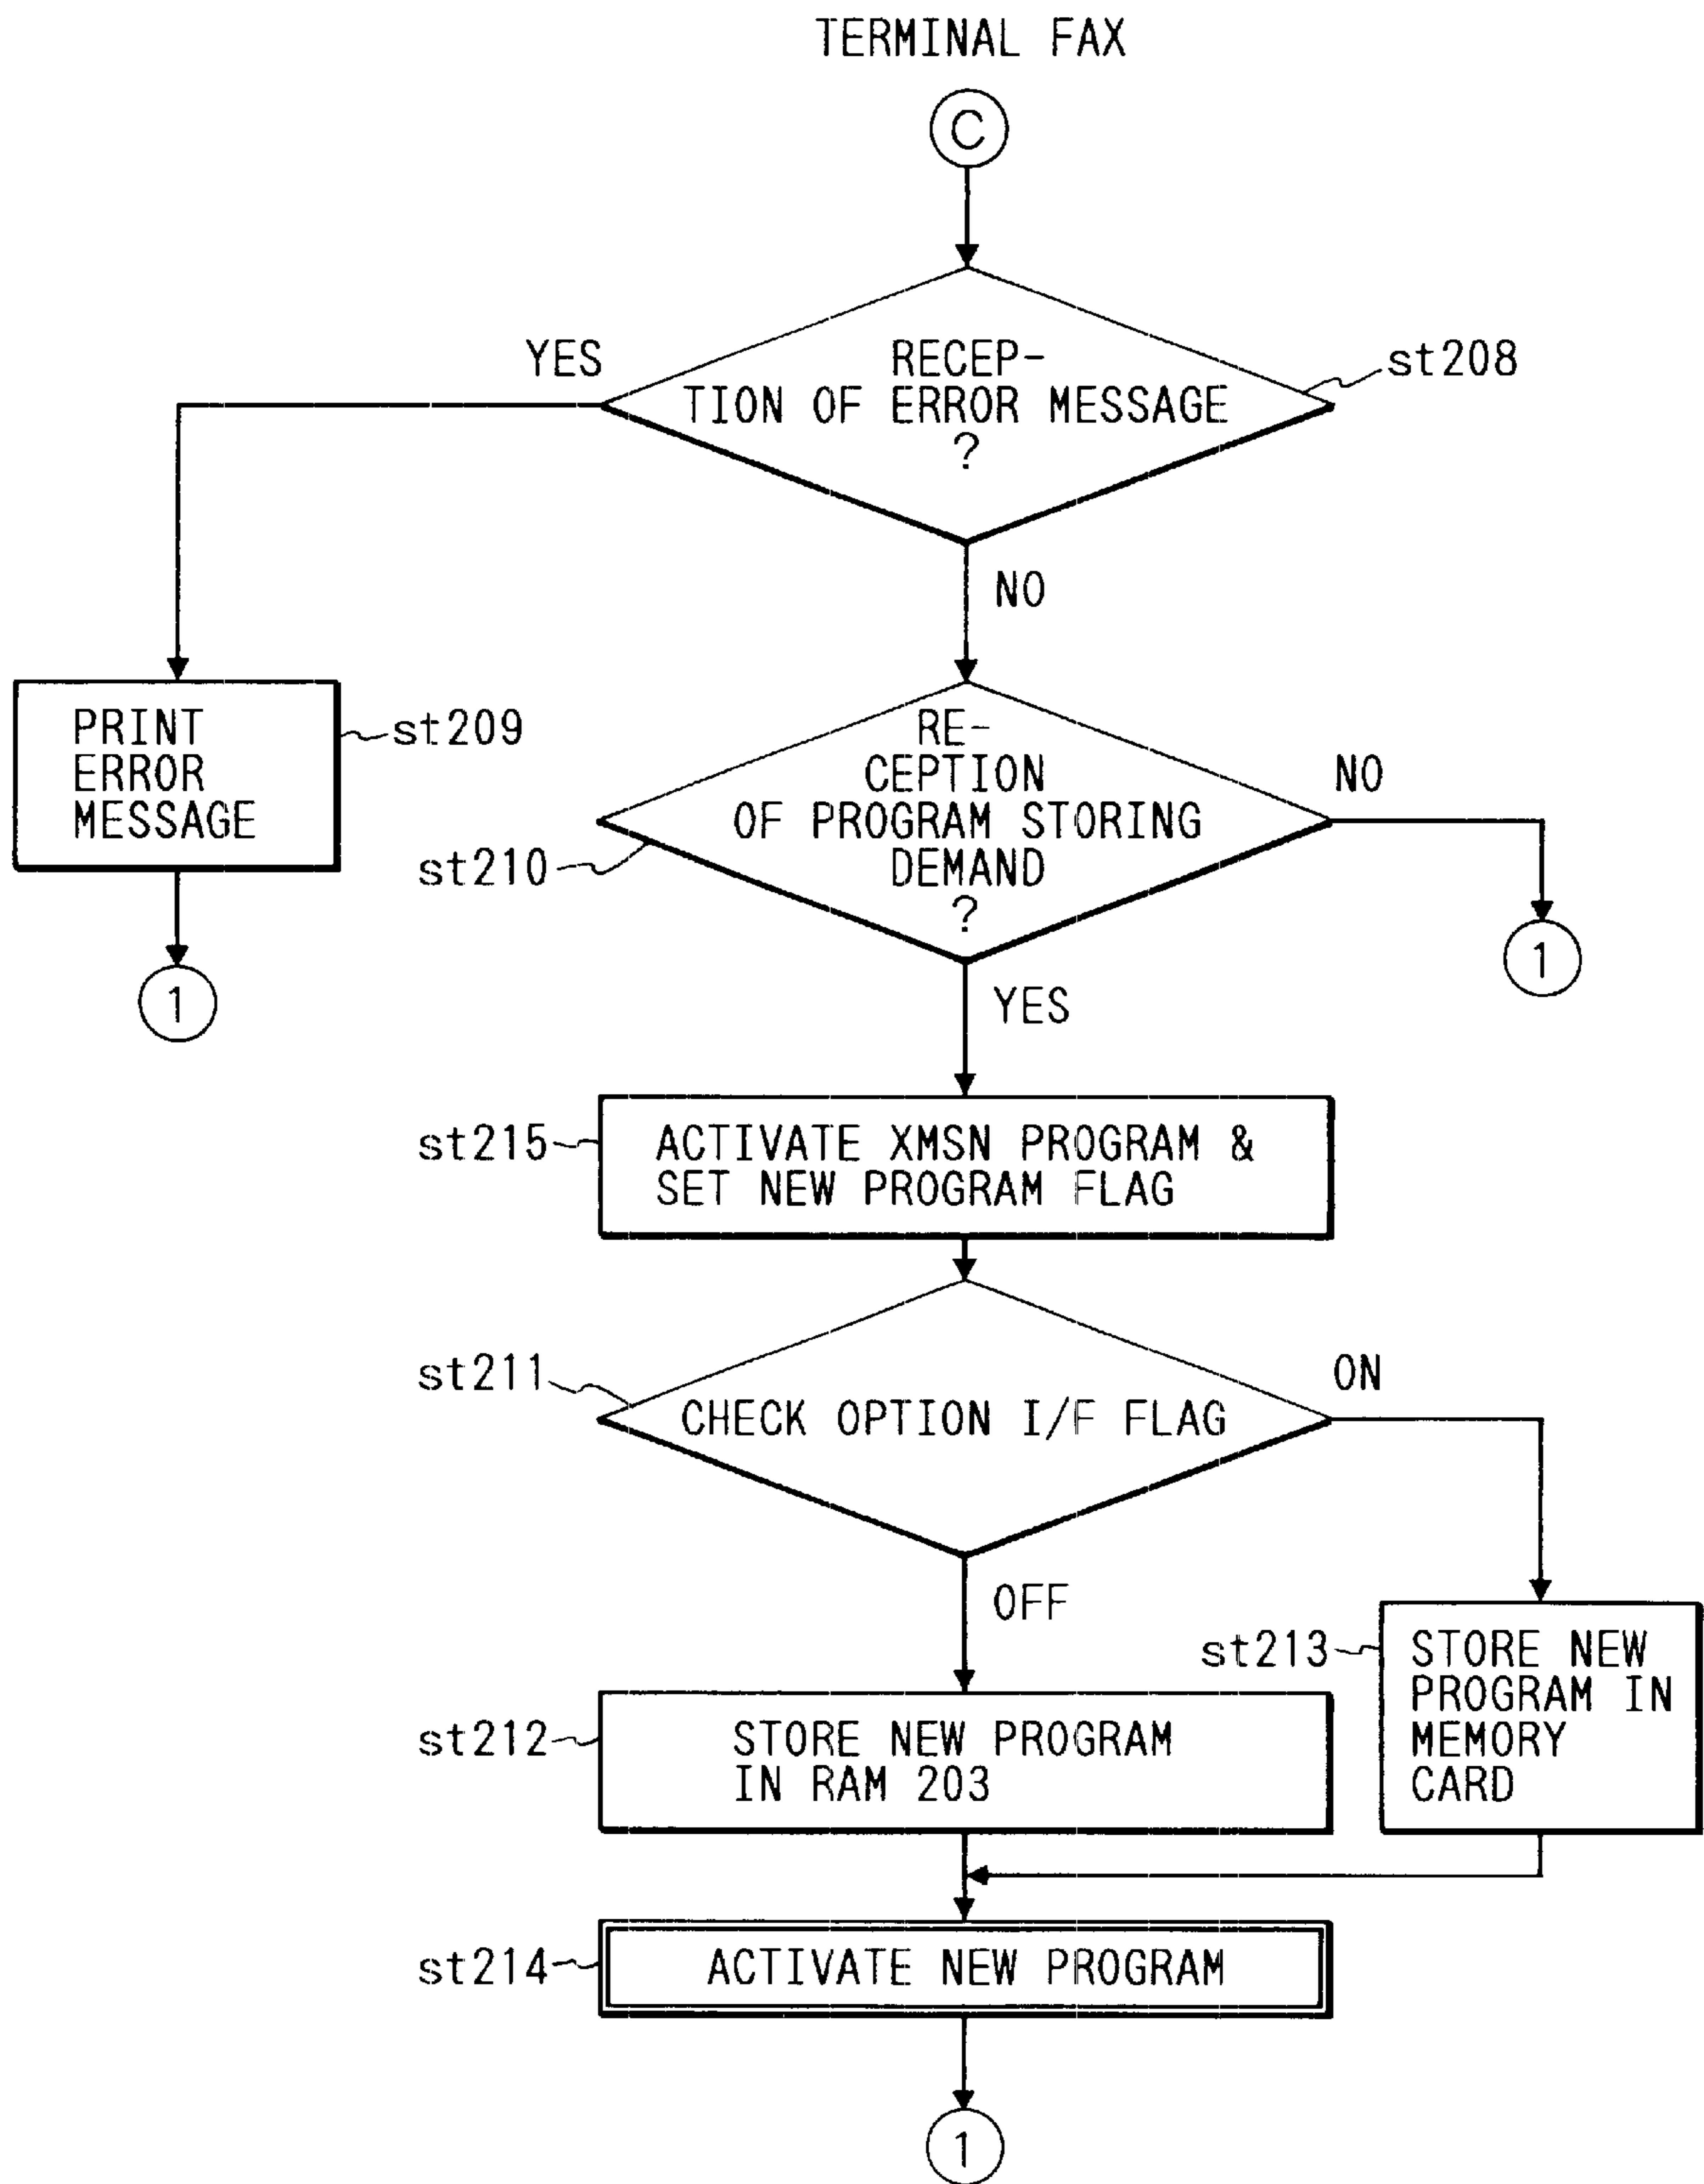 TERMINAL FAX
C
YES
RECEP-
TION OF ERROR MESSAGE
?
st208
NO
PRINT
ERROR
MESSAGE
st209
1
RE-
CEPTION
OF PROGRAM STORING
DEMAND
?
st210
NO
1
YES
st215
ACTIVATE XMSN PROGRAM &
SET NEW PROGRAM FLAG
st211
CHECK OPTION I/F FLAG
ON
OFF
st213
STORE NEW
PROGRAM IN
MEMORY
CARD
st212
STORE NEW PROGRAM
IN RAM 203
st214
ACTIVATE NEW PROGRAM
1